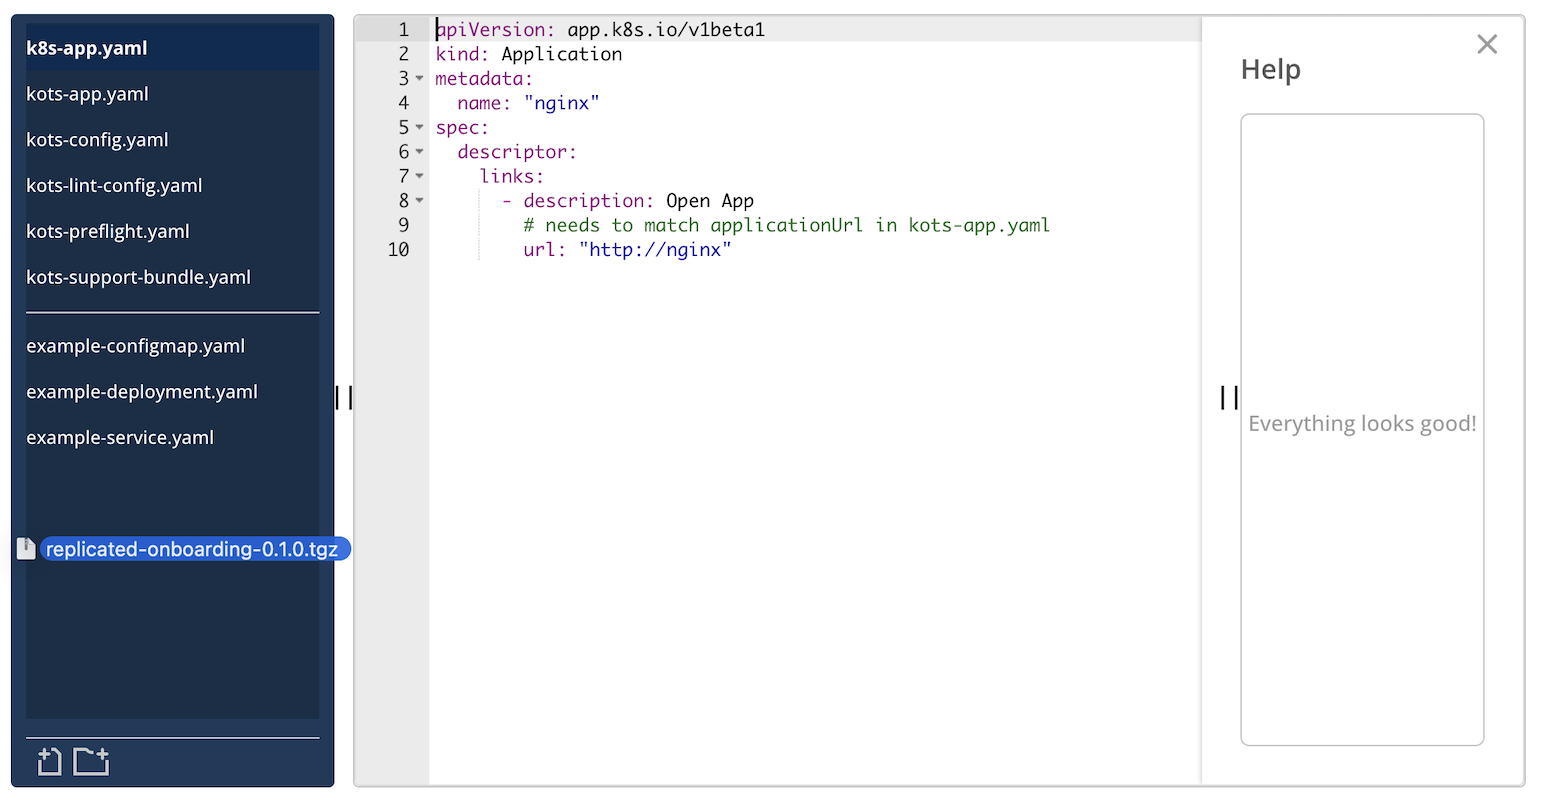 k8s-app.yaml
kots-app.yaml
kots-config.yaml
kots-lint-config.yaml
kots-preflight.yaml
kots-support-bundle.yaml
example-configmap.yaml
example-deployment.yaml
example-service.yaml
replicated-onboarding-0.1.0.tgz
1 apiVersion: app.k8s.io/v1beta1
2 kind: Application
3 metadata:
4   name: "nginx"
5 spec:
6   descriptor:
7     links:
8       - description: Open App
9         # needs to match applicationUrl in kots-app.yaml
10         url: "http://nginx"
Help
Everything looks good!